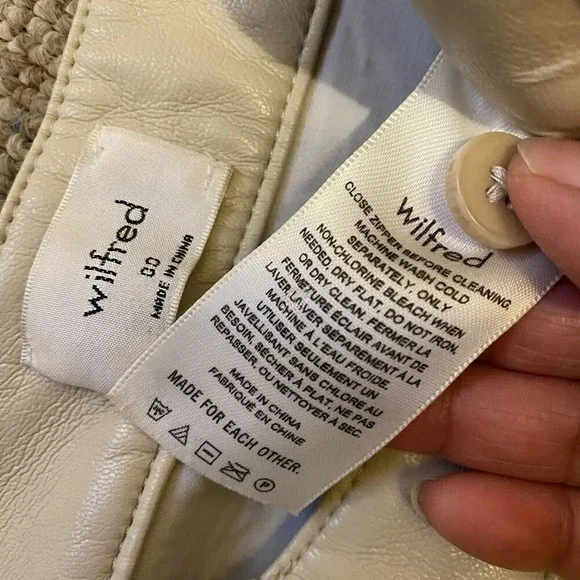 wilfred
00
MADE IN CHINA
wilfred
CLOSE ZIPPER BEFORE CLEANING.
MACHINE WASH COLD
SEPARATELY. ONLY
NON-CHLORINE BLEACH WHEN
NEEDED. DRY FLAT. DO NOT IRON.
OR DRY CLEAN. FERMER LA
FERMETURE ÉCLAIR AVANT DE
LAVER. LAVER SÉPARÉMENT À LA
MACHINE À L'EAU FROIDE.
UTILISER SEULEMENT UN
JAVELLISANT SANS CHLORE AU
BESOIN. SÉCHER À PLAT. NE PAS
REPASSER, OU NETTOYER À SEC.
MADE IN CHINA
FABRIQUÉ EN CHINE
MADE FOR EACH OTHER.